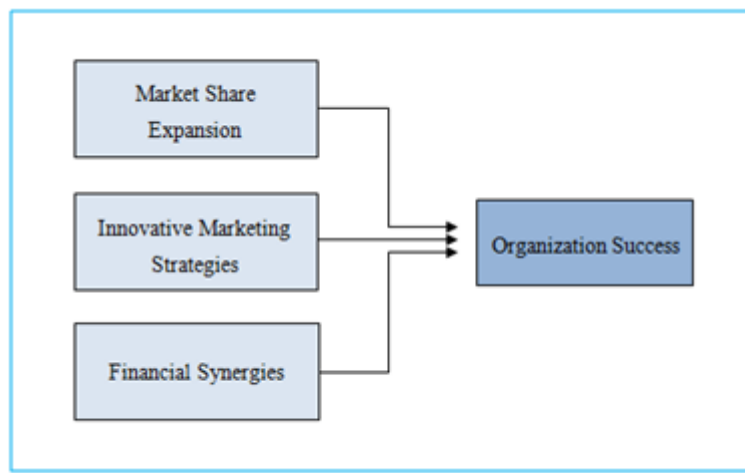 Market Share
Expansion
Innovative Marketing
Strategies
Organization Success
Financial Synergies